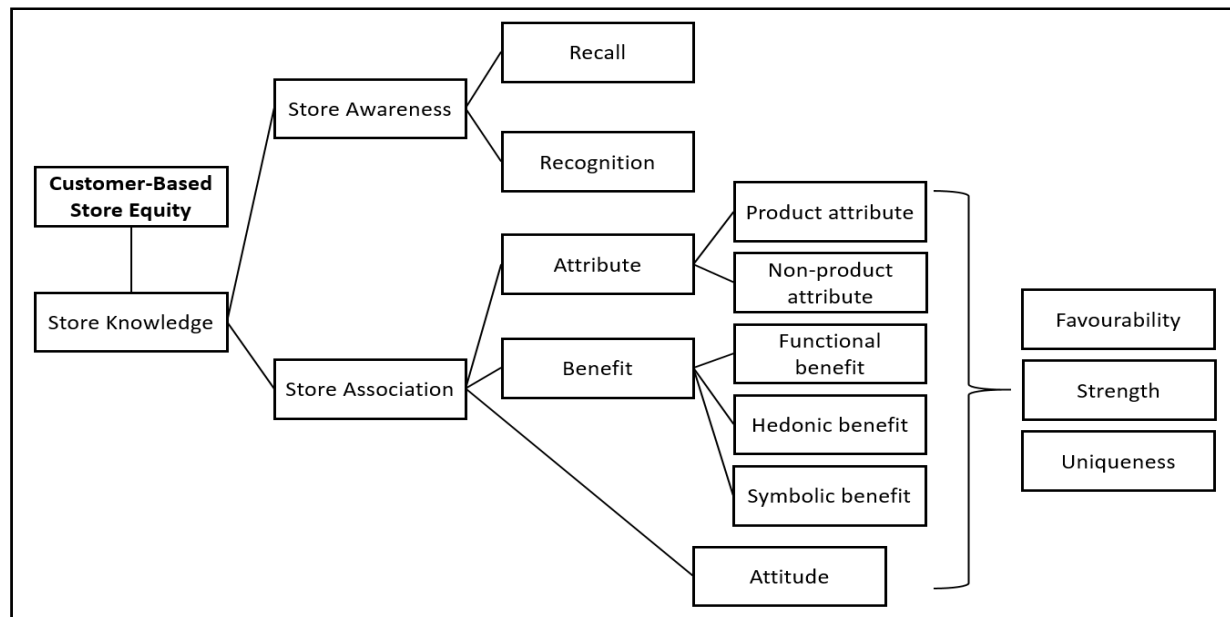 Customer-Based
Store Equity
Store Knowledge
Store Awareness
Store Association
Recall
Recognition
Attribute
Benefit
Product attribute
Non-product
attribute
Functional
benefit
Hedonic benefit
Symbolic benefit
Attitude
Favourability
Strength
Uniqueness